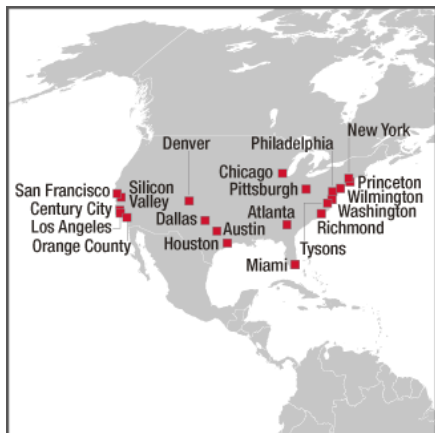 New York
Denver
Philadelphia
Chicago
Pittsburgh
Princeton
San Francisco
Silicon
Valley
Wilmington
Century City
Washington
Dallas
Atlanta
Los Angeles
Austin
Richmond
Orange County
Houston
Tysons
Miami